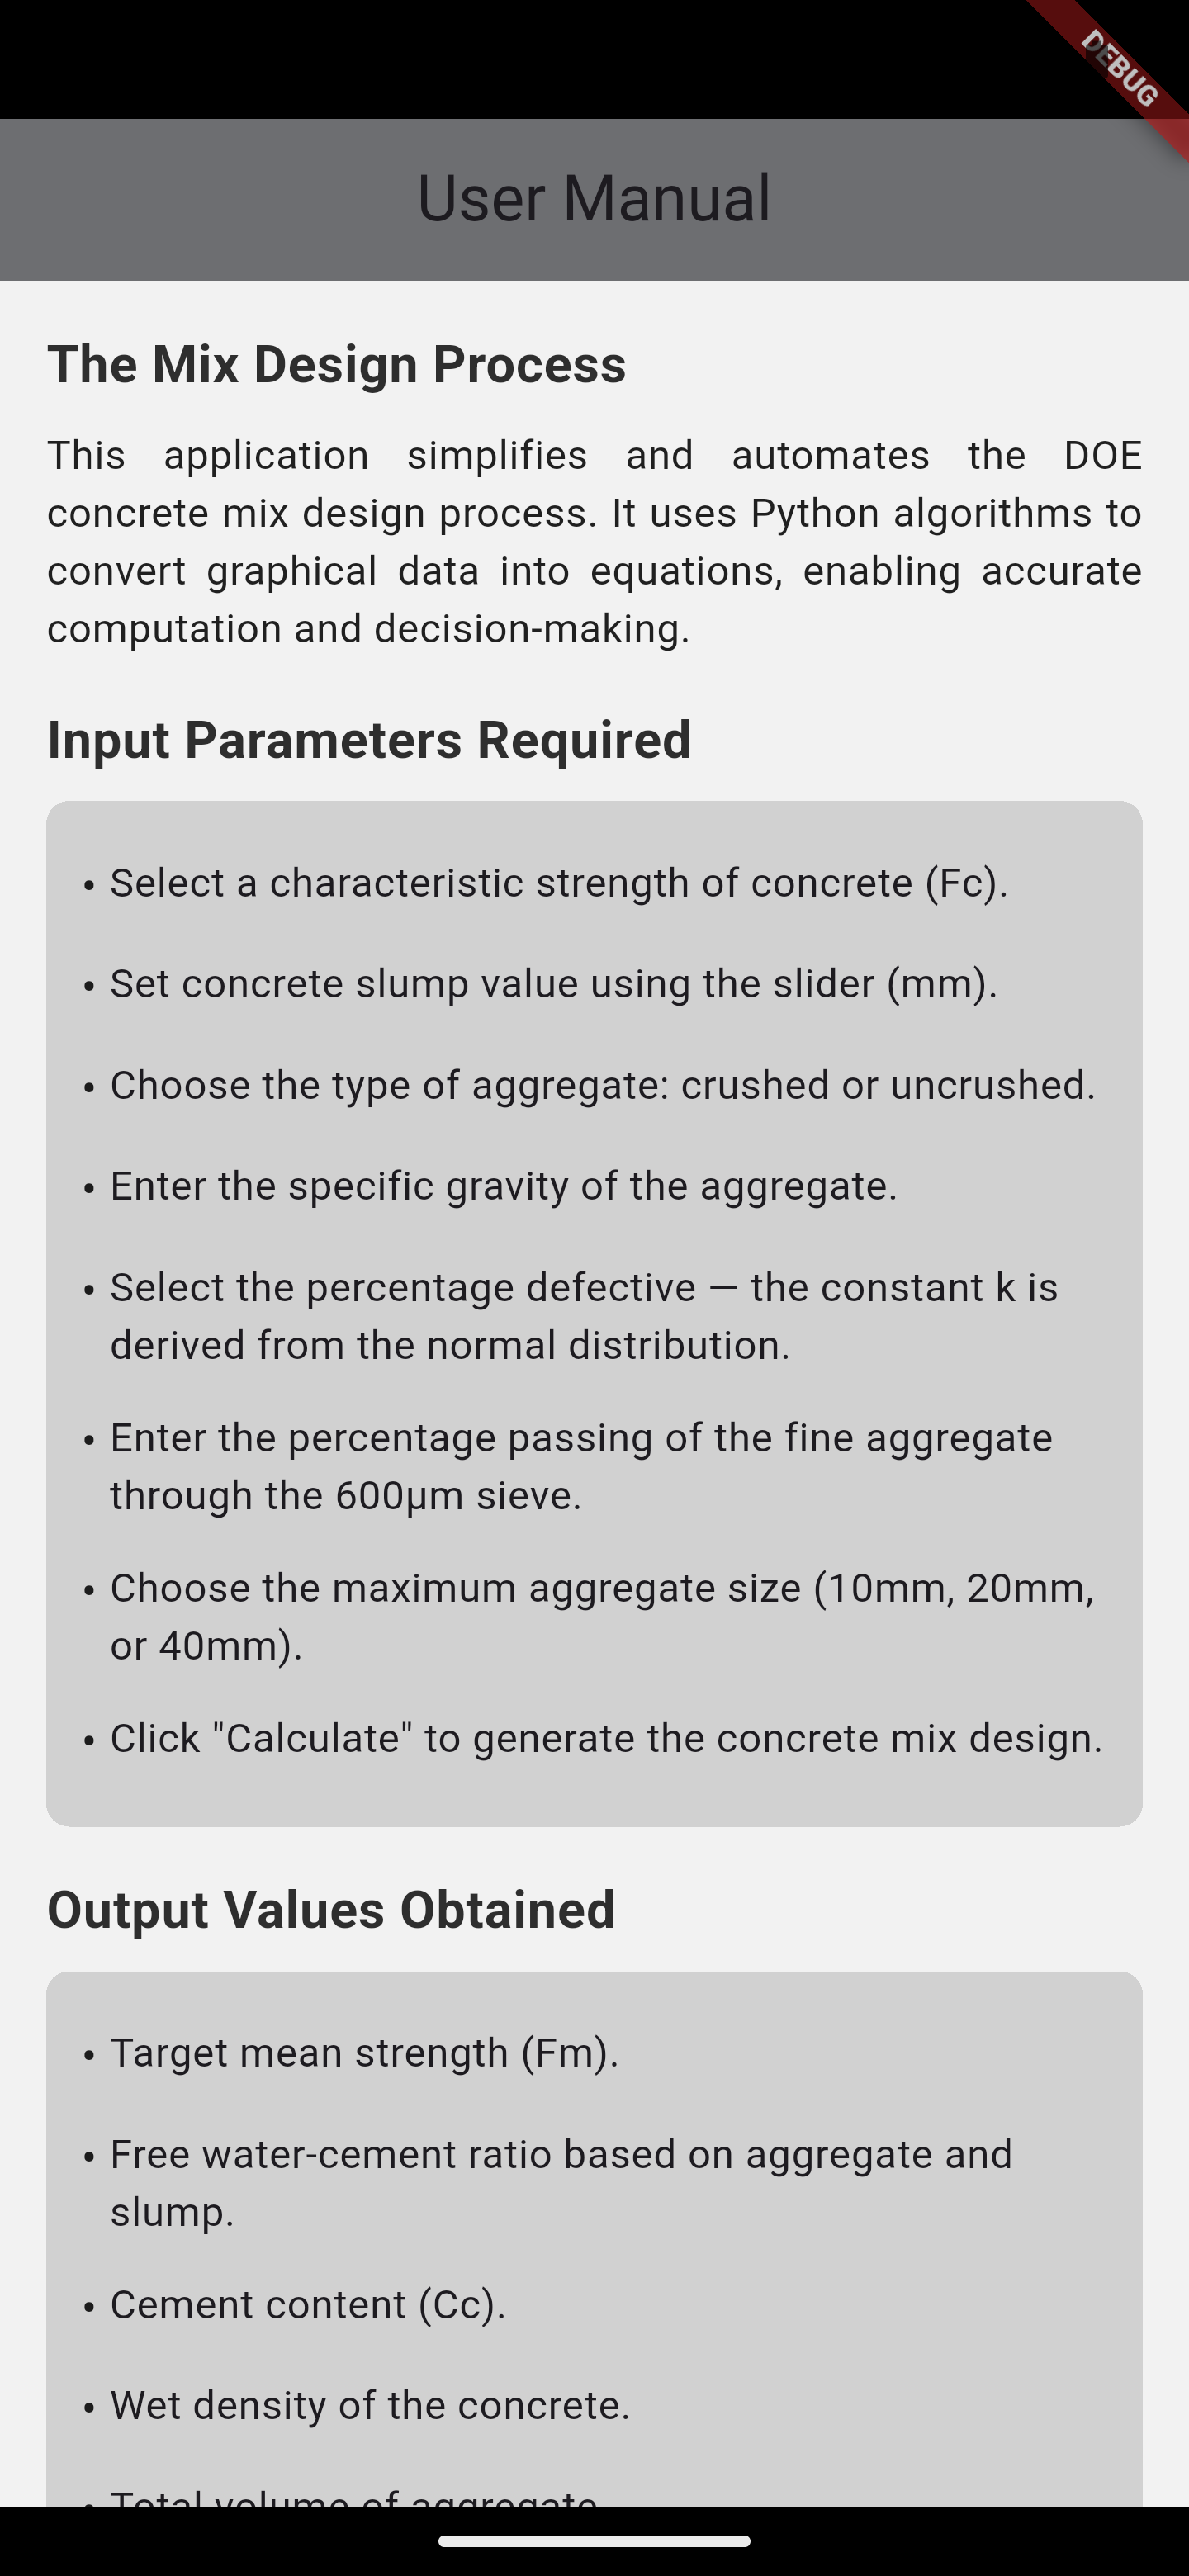 DEBUG
User Manual
The Mix Design Process
This application simplifies and automates the DOE
concrete mix design process. It uses Python algorithms to
convert graphical data into equations, enabling accurate
computation and decision-making.
Input Parameters Required
• Select a characteristic strength of concrete (Fc).
• Set concrete slump value using the slider (mm).
• Choose the type of aggregate: crushed or uncrushed.
• Enter the specific gravity of the aggregate.
• Select the percentage defective — the constant k is
derived from the normal distribution.
• Enter the percentage passing of the fine aggregate
through the 600µm sieve.
• Choose the maximum aggregate size (10mm, 20mm,
or 40mm).
• Click "Calculate" to generate the concrete mix design.
Output Values Obtained
• Target mean strength (Fm).
• Free water-cement ratio based on aggregate and
slump.
• Cement content (Cc).
• Wet density of the concrete.
• Total volume of aggregate